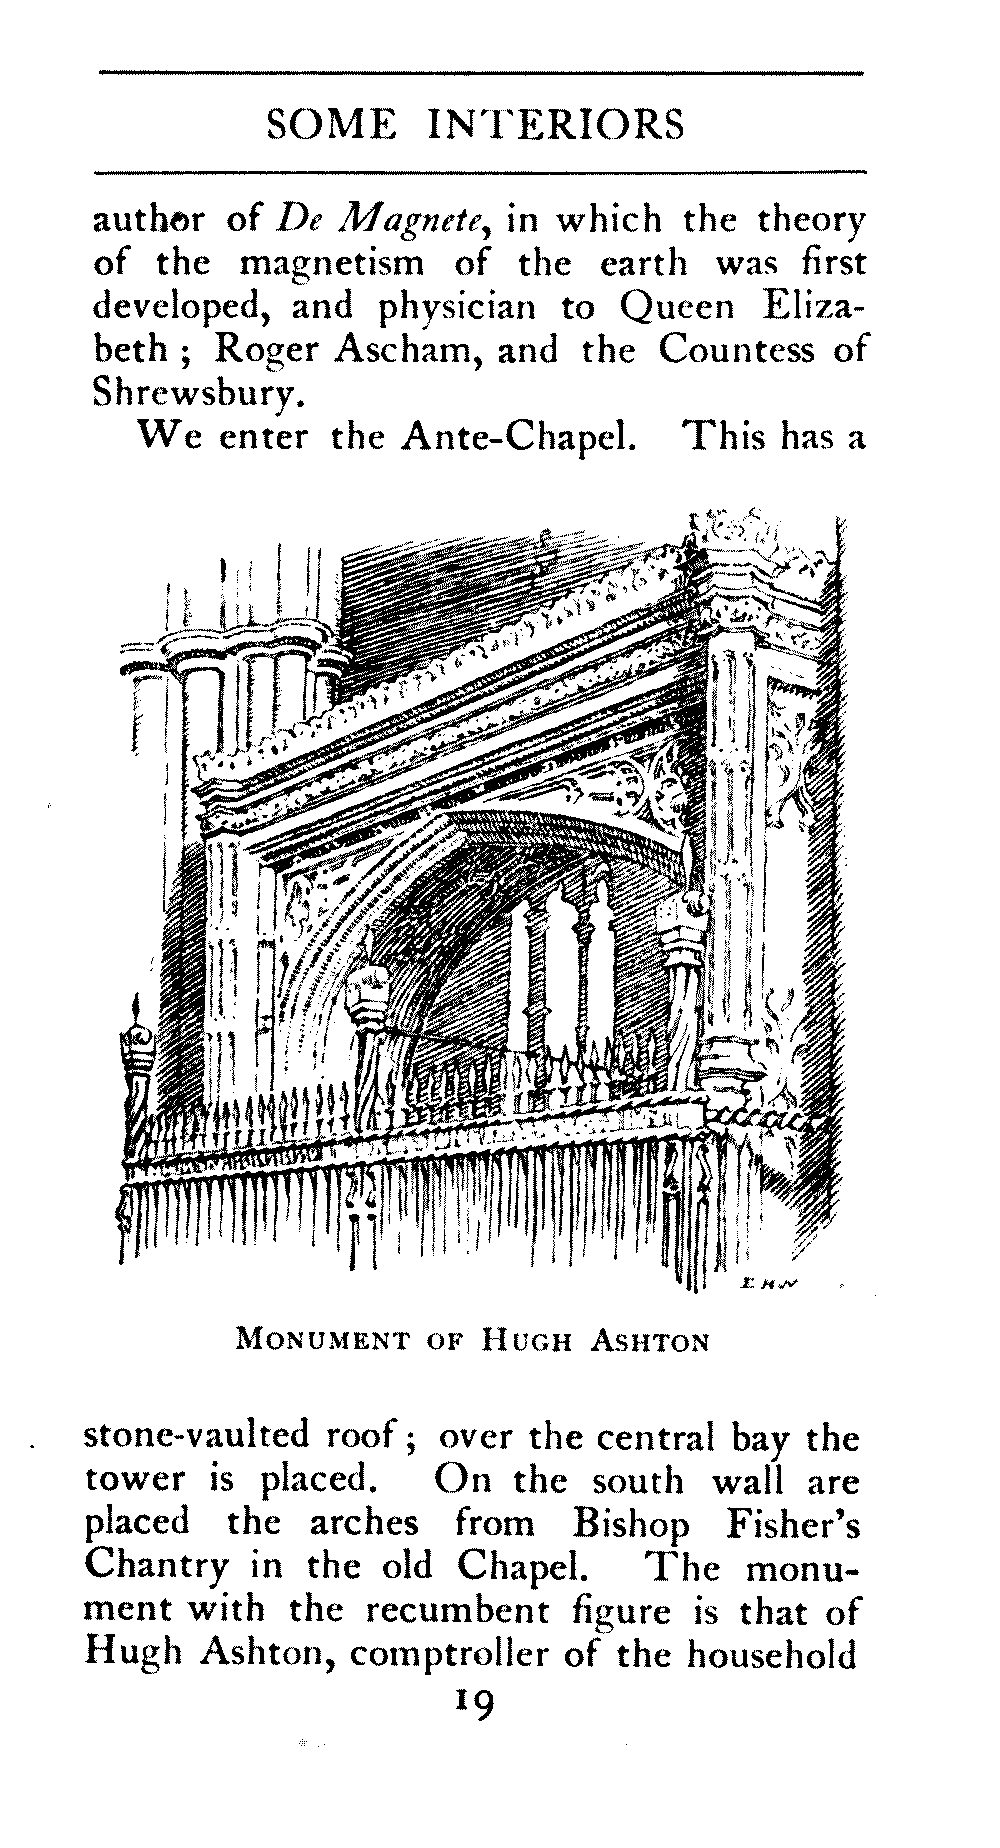 SOME INTERIORS
author of De Magnete, in which the theory
of the magnetism of the earth was first
developed, and physician to Queen Eliza-
beth ; Roger Ascham, and the Countess of
Shrewsbury.
We enter the Ante-Chapel. This has a
E H N
MONUMENT OF HUGH ASHTON
stone-vaulted roof ; over the central bay the
tower is placed. On the south wall are
placed the arches from Bishop Fisher's
Chantry in the old Chapel. The monu-
ment with the recumbent figure is that of
Hugh Ashton, comptroller of the household
19